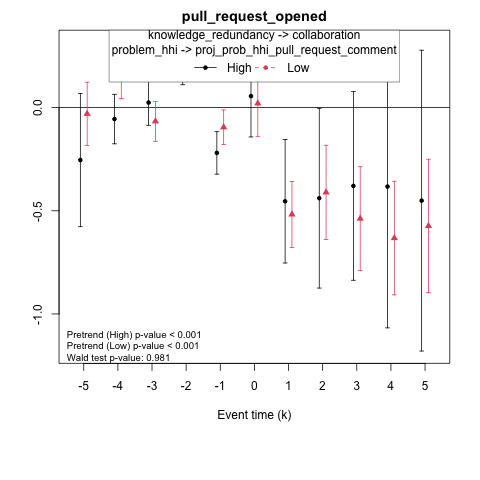 pull_request_opened
knowledge_redundancy -> collaboration
problem_hhi -> proj_prob_hhi_pull_request_comment
High Low
0.0
-0.5
-1.0
Pretrend (High) p-value < 0.001
Pretrend (Low) p-value < 0.001
Wald test p-value: 0.981
-5 -4 -3 -2 -1 0 1 2 3 4 5
Event time (k)